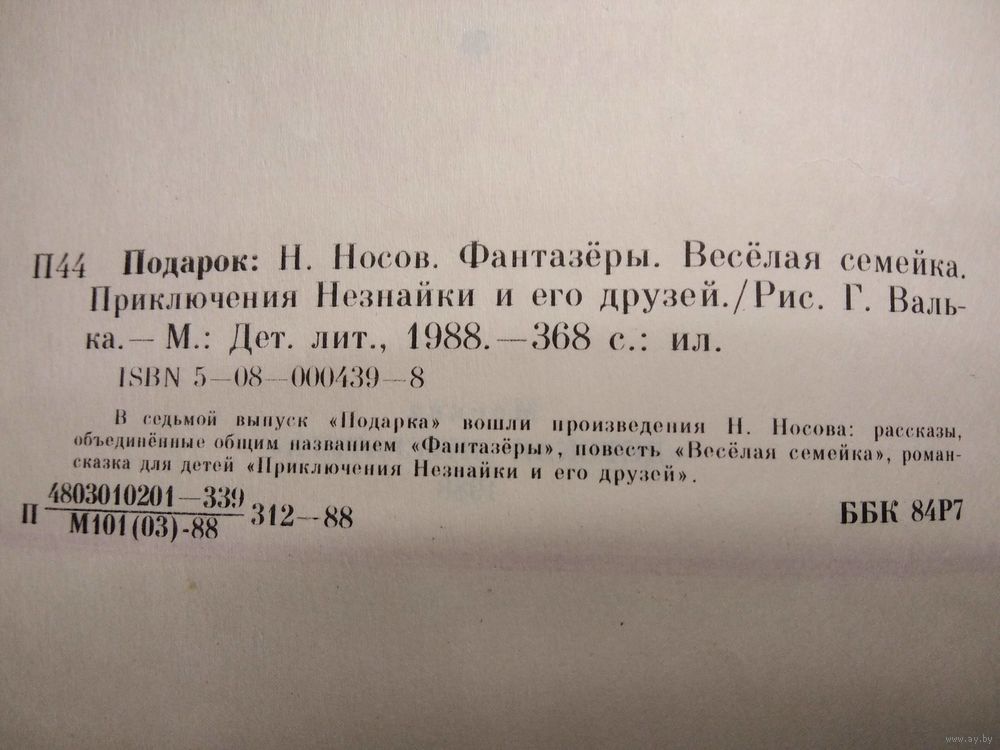 П44 Подарок: Н. Носов. Фантазёры. Весёлая семейка.
Приключения Незнайки и его друзей./Рис. Г. Валь-
ка.— М.: Дет. лит., 1988.—368 с.: ил.
ISBN 5—08—000439—8
В седьмой выпуск «Подарка» вошли произведения Н. Носова: рассказы,
объединённые общим названием «Фантазёры», повесть «Весёлая семейка», роман-
сказка для детей «Приключения Незнайки и его друзей».
П 4803010201—339
М101(03)-88 312—88
ББК 84Р7
www.ay.by